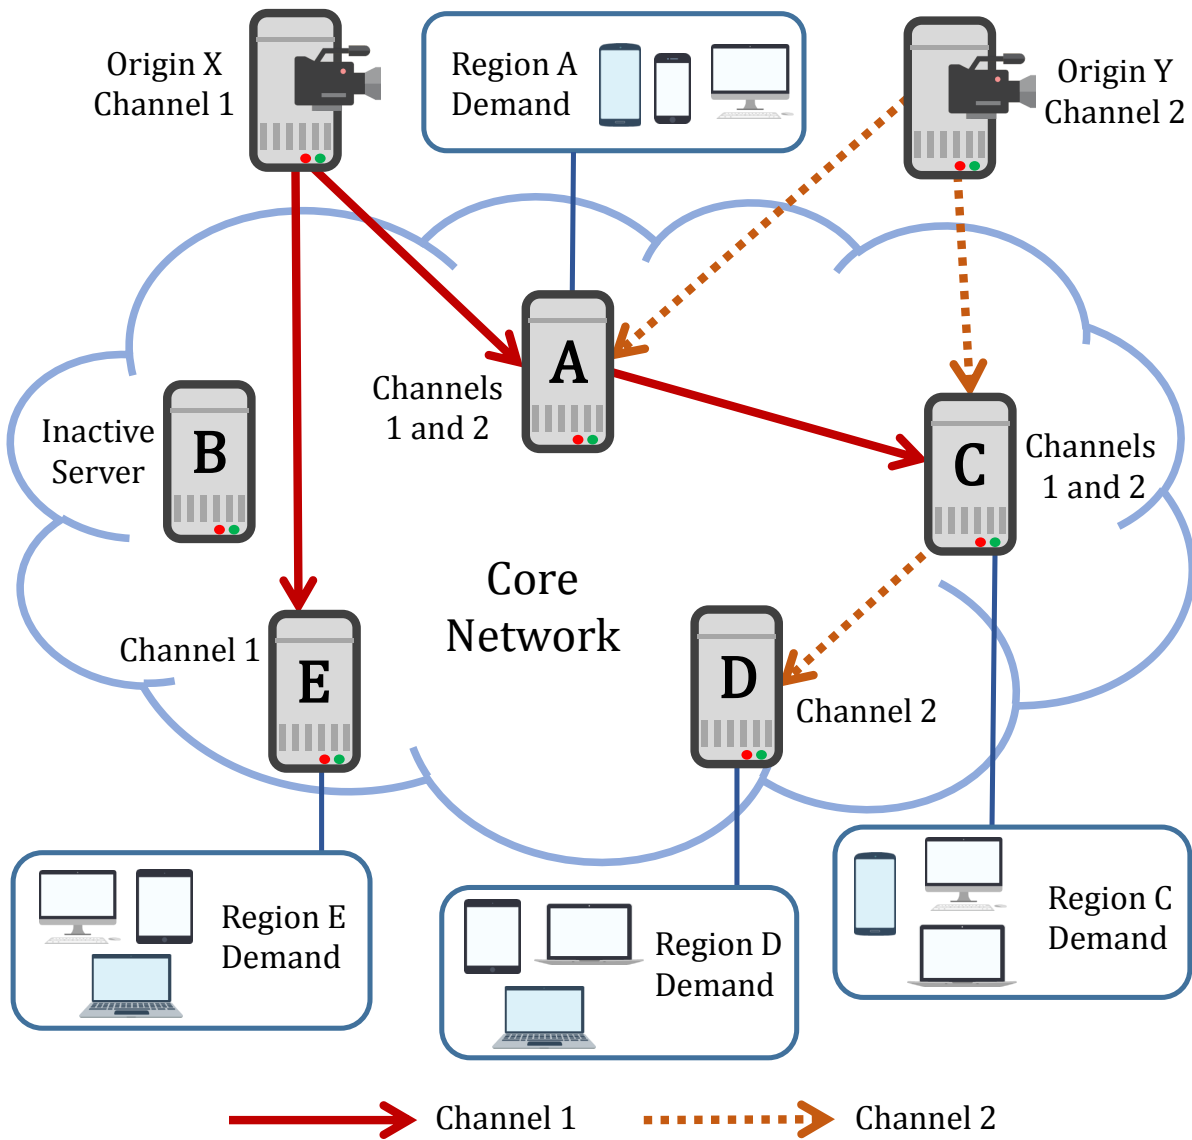 Origin X
Channel 1
Region A
Demand
Origin Y
Channel 2
A
Channels
1 and 2
Inactive
Server
B
C
Channels
1 and 2
Core
Network
Channel 1
E
D
Channel 2
Region E
Demand
Region D
Demand
Region C
Demand
Channel 1
Channel 2